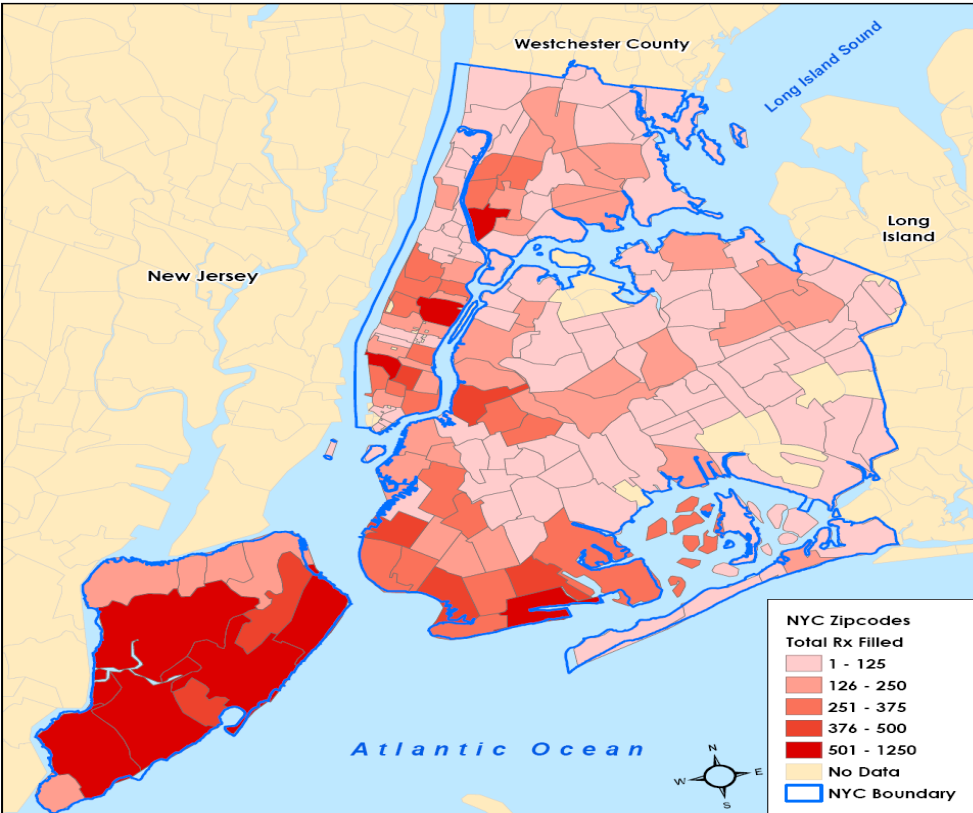 Westchester County
Long Island Sound
Long
Island
New Jersey
Atlantic Ocean
N
W
E
S
NYC Zipcodes
Total Rx Filled
1 - 125
126 - 250
251 - 375
376 - 500
501 - 1250
No Data
NYC Boundary